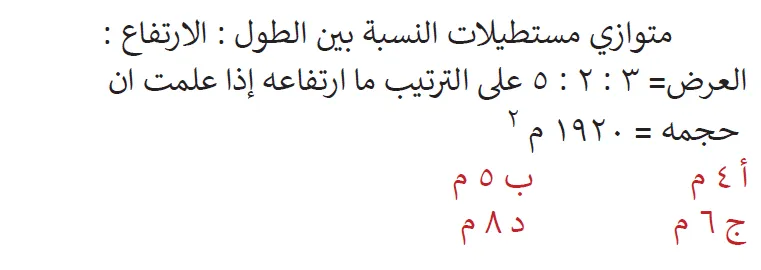 متوازي مستطيلات النسبة بين الطول : الارتفاع :
العرض= ٣ : ٢ : ٥ على الترتيب ما ارتفاعه إذا علمت ان
حجمه = ١٩٢٠ م ٢
أ ٤ م ب ٥ م
ج ٦ م د ٨ م